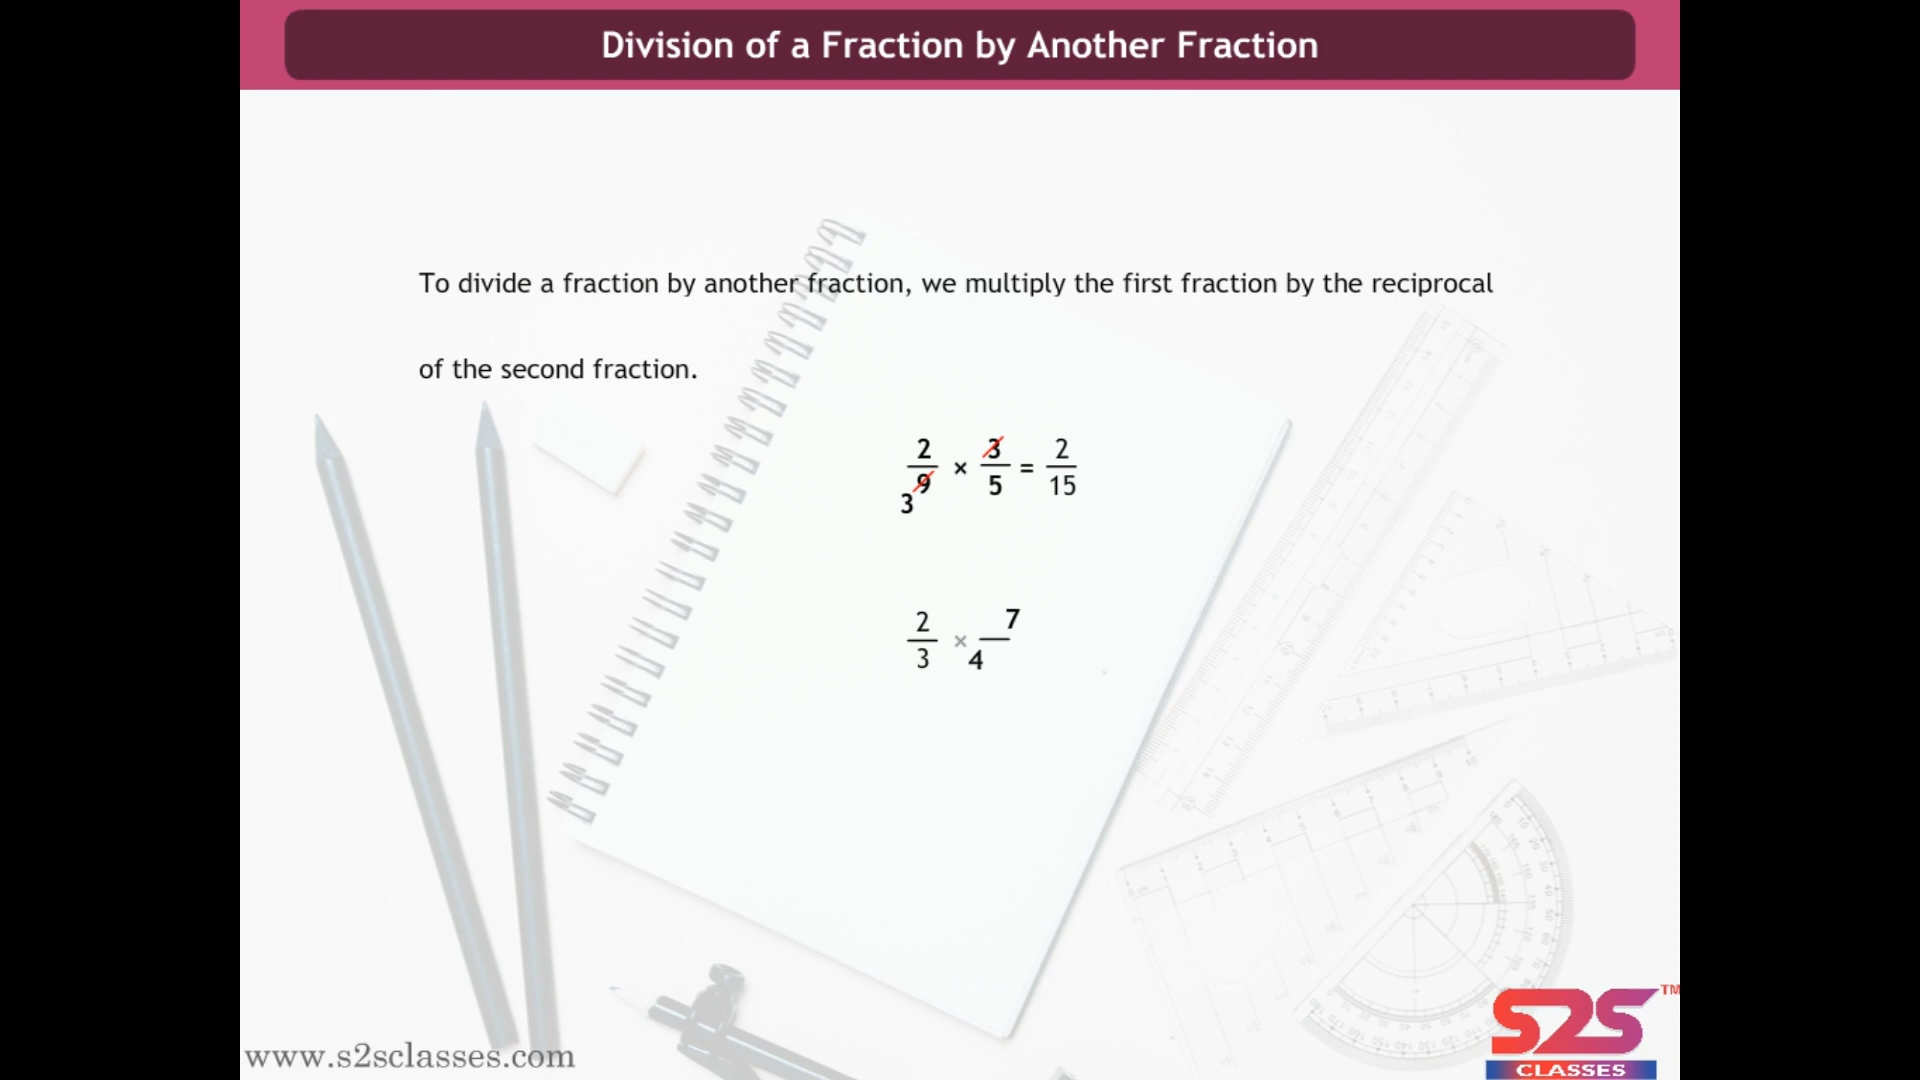 Division of a Fraction by Another Fraction
To divide a fraction by another fraction, we multiply the first fraction by the reciprocal
of the second fraction.
2/9 3 × 3/5 = 2/15
2/3 × 7/4
www.s2sclasses.com
S2S TM
CLASSES